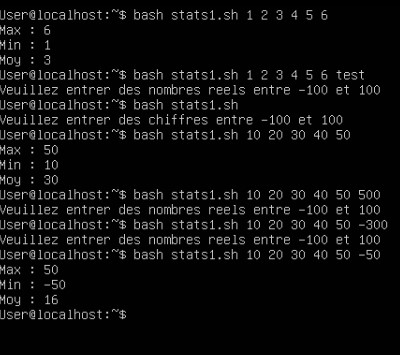 User@localhost:~$ bash stats1.sh 1 2 3 4 5 6
Max : 6
Min : 1
Moy : 3
User@localhost:~$ bash stats1.sh 1 2 3 4 5 6 test
Veuillez entrer des nombres reels entre -100 et 100
User@localhost:~$ bash stats1.sh
Veuillez entrer des chiffres entre -100 et 100
User@localhost:~$ bash stats1.sh 10 20 30 40 50
Max : 50
Min : 10
Moy : 30
User@localhost:~$ bash stats1.sh 10 20 30 40 50 500
Veuillez entrer des nombres reels entre -100 et 100
User@localhost:~$ bash stats1.sh 10 20 30 40 50 -300
Veuillez entrer des nombres reels entre -100 et 100
User@localhost:~$ bash stats1.sh 10 20 30 40 50 -50
Max : 50
Min : -50
Moy : 16
User@localhost:~$